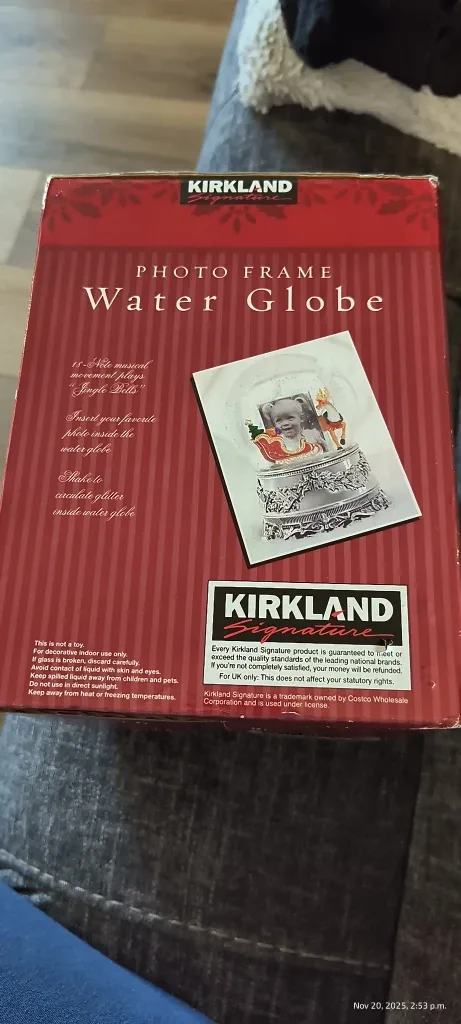 KIRKLAND
Signature
PHOTO FRAME
Water Globe
18-Note musical
movement plays
"Jingle Bells"
Insert your favorite
photo inside the
water globe
Shake to
circulate glitter
inside water globe
This is not a toy.
For decorative indoor use only.
If glass is broken, discard carefully.
Avoid contact of liquid with skin and eyes.
Keep spilled liquid away from children and pets.
Do not use in direct sunlight.
Keep away from heat or freezing temperatures.
KIRKLAND
Signature
Every Kirkland Signature product is guaranteed to meet or
exceed the quality standards of the leading national brands.
If you're not completely satisfied, your money will be refunded.
For UK only: This does not affect your statutory rights.
Kirkland Signature is a trademark owned by Costco Wholesale
Corporation and is used under license.
Nov 20, 2025, 2:53 p.m.